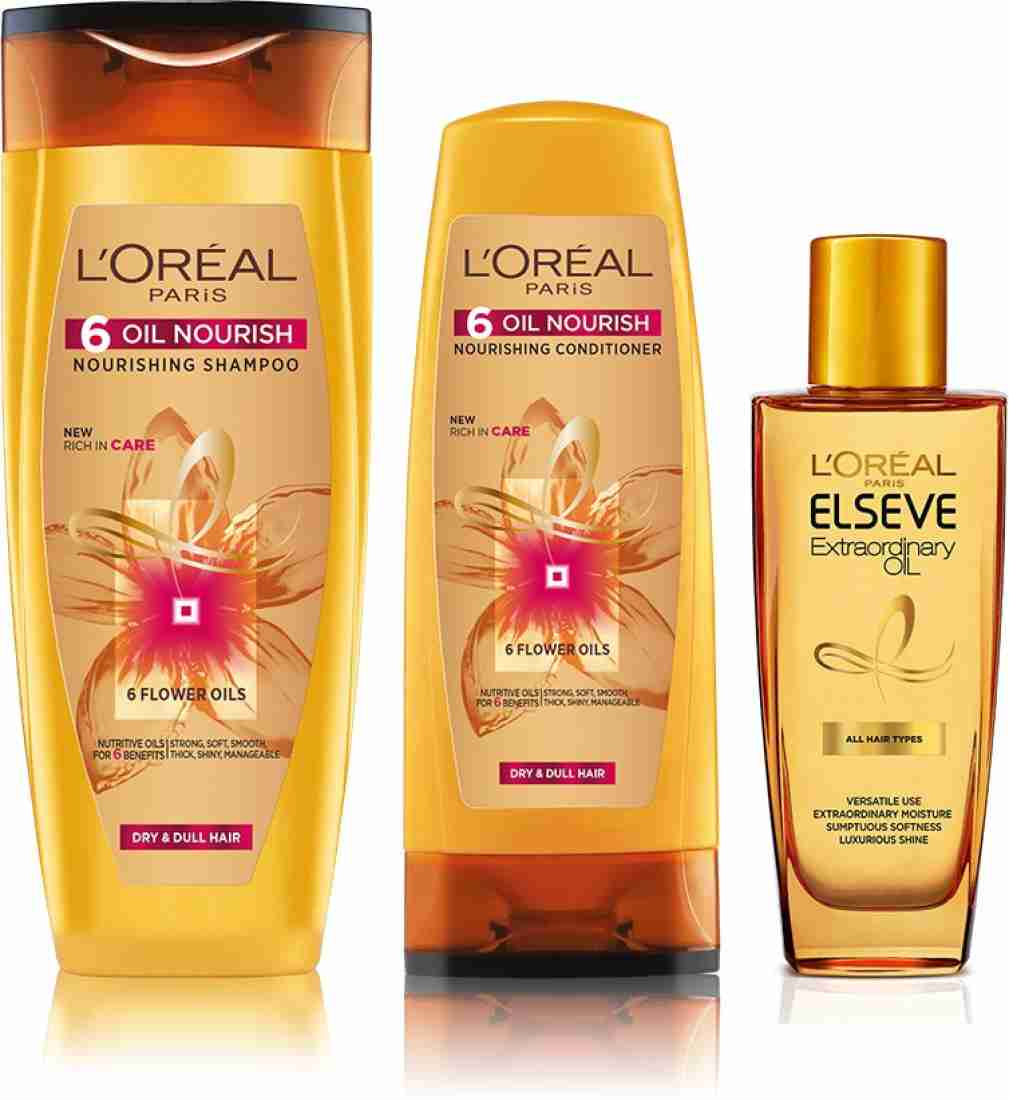 L'ORÉAL
PARiS
6 OIL NOURISH
NOURISHING SHAMPOO
NEW
RICH IN CARE
6 FLOWER OILS
NUTRITIVE OILS | STRONG, SOFT, SMOOTH,
FOR 6 BENEFITS | THICK, SHINY, MANAGEABLE
DRY & DULL HAIR
L'ORÉAL
PARiS
6 OIL NOURISH
NOURISHING CONDITIONER
NEW
RICH IN CARE
6 FLOWER OILS
NUTRITIVE OILS | STRONG, SOFT, SMOOTH,
FOR 6 BENEFITS | THICK, SHINY, MANAGEABLE
DRY & DULL HAIR
L'ORÉAL
PARiS
ELSEVE
Extraordinary
OIL
ALL HAIR TYPES
VERSATILE USE
EXTRAORDINARY MOISTURE
SUMPTUOUS SOFTNESS
LUXURIOUS SHINE